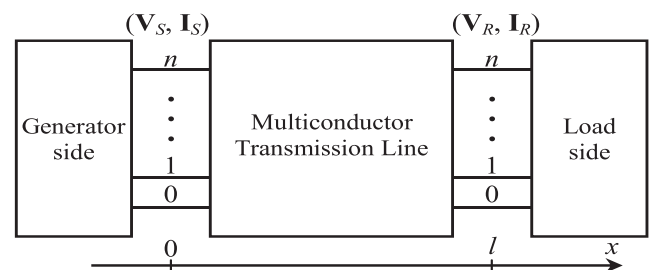 (V_S, I_S) (V_R, I_R)
n n
Generator side
Multiconductor
Transmission Line
Load side
1 1
0 0
0 l x